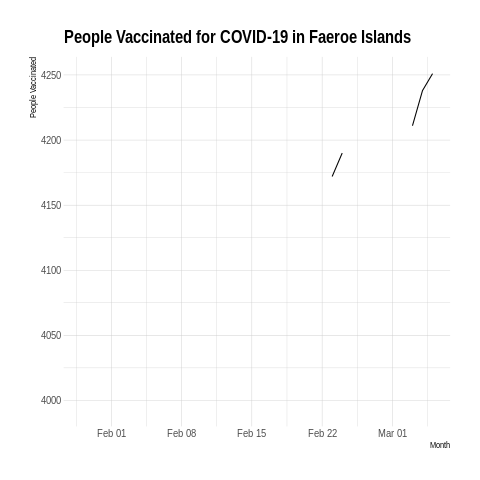 People Vaccinated for COVID-19 in Faeroe Islands
People Vaccinated
4250
4200
4150
4100
4050
4000
Feb 01
Feb 08
Feb 15
Feb 22
Mar 01
Month